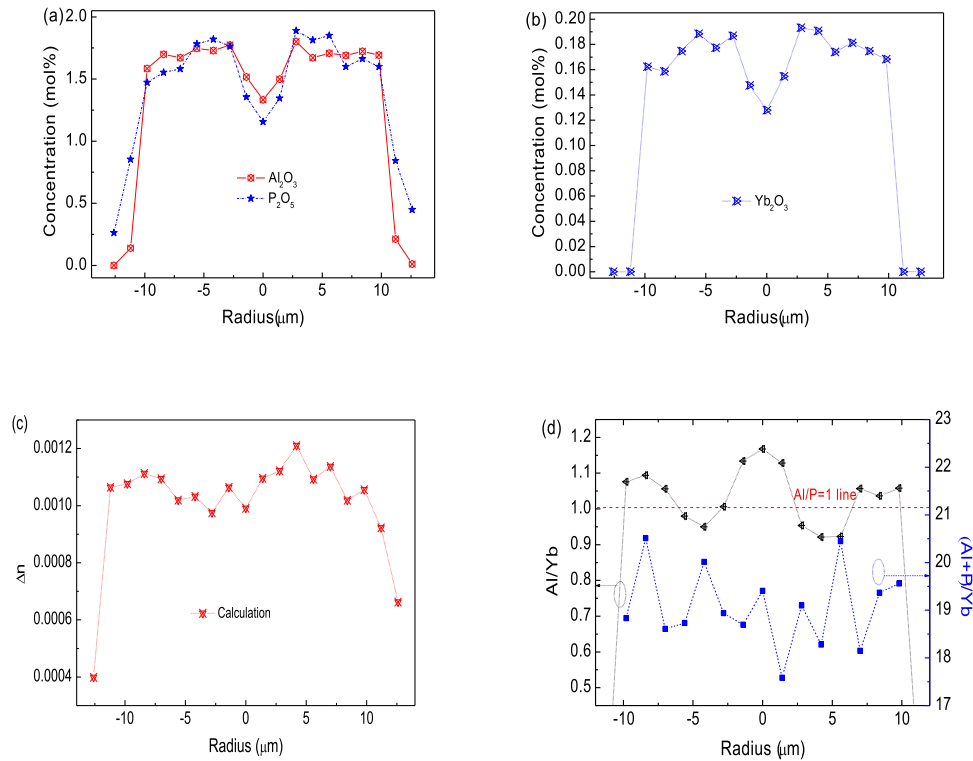 (a)
2.0
1.5
1.0
0.5
0.0
Concentration (mol%)
Al2O3
P2O5
-10 -5 0 5 10
Radius(μm)
(b)
0.20
0.18
0.16
0.14
0.12
0.10
0.08
0.06
0.04
0.02
0.00
Concentration (mol%)
Yb2O3
-10 -5 0 5 10
Radius(μm)
(c)
0.0012
0.0010
0.0008
0.0006
0.0004
Δn
Calculation
-10 -5 0 5 10
Radius (μm)
(d)
1.2
1.1
1.0
0.9
0.8
0.7
0.6
0.5
Al/Yb
Al/P=1 line
23
22
21
20
19
18
17
(Al+P)/Yb
-10 -5 0 5 10
Radius (μm)